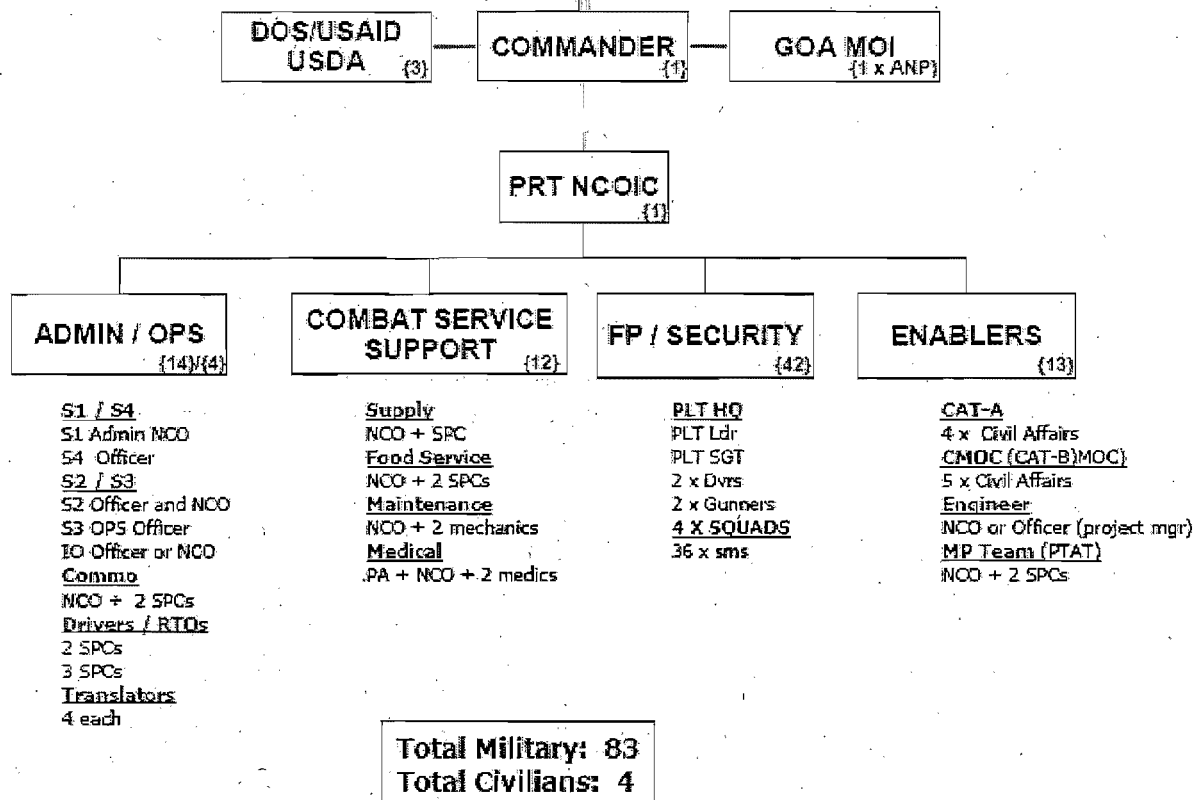 DOS/USAID
USDA
{3}
COMMANDER
{1}
GOA MOI
{1 x ANP}
PRT NCOIC
{1}
ADMIN / OPS
{14}/{4}
COMBAT SERVICE
SUPPORT
{12}
FP / SECURITY
{42}
ENABLERS
{13}
S1 / S4
S1 Admin NCO
S4 Officer
S2 / S3
S2 Officer and NCO
S3 OPS Officer
IO Officer or NCO
Commo
NCO + 2 SPCs
Drivers / RTOs
2 SPCs
3 SPCs
Translators
4 each
Supply
NCO + SPC
Food Service
NCO + 2 SPCs
Maintenance
NCO + 2 mechanics
Medical
PA + NCO + 2 medics
PLT HQ
PLT Ldr
PLT SGT
2 x Dvrs
2 x Gunners
4 X SQUADS
36 x sms
CAT-A
4 x Civil Affairs
CMOC (CAT-B)MOC)
5 x Civil Affairs
Engineer
NCO or Officer (project mgr)
MP Team (PTAT)
NCO + 2 SPCs
Total Military: 83
Total Civilians: 4